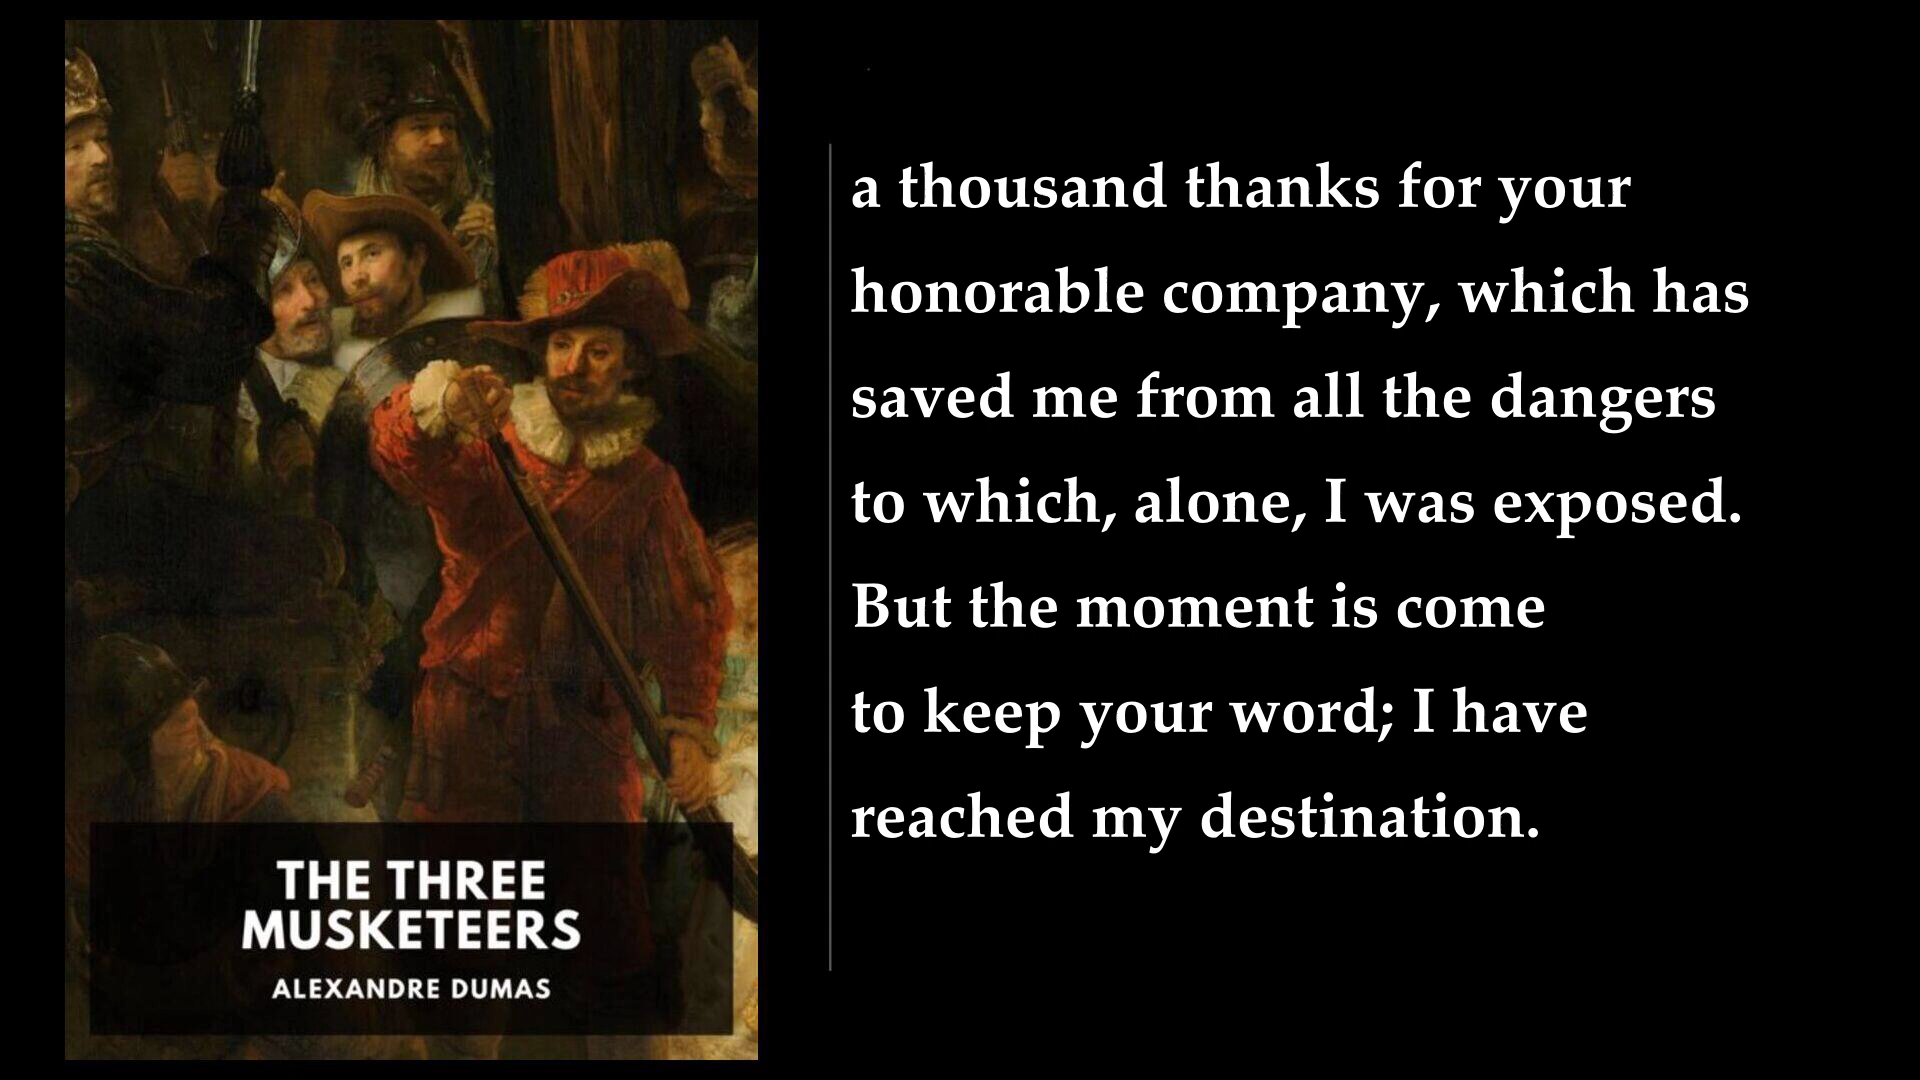 THE THREE
MUSKETEERS
ALEXANDRE DUMAS
a thousand thanks for your
honorable company, which has
saved me from all the dangers
to which, alone, I was exposed.
But the moment is come
to keep your word; I have
reached my destination.